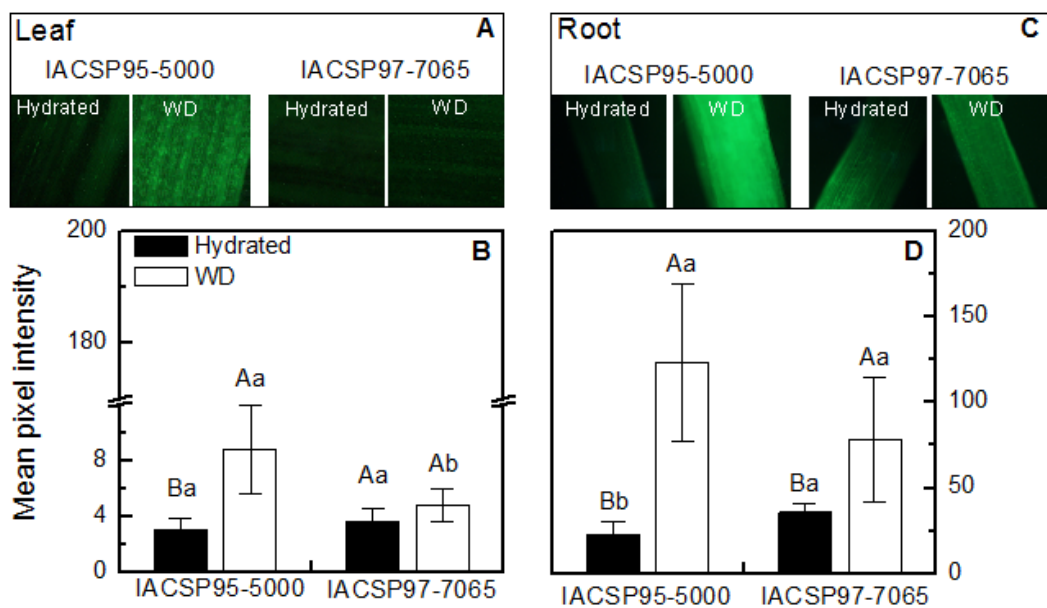 Leaf A
IACSP95-5000 IACSP97-7065
Hydrated WD Hydrated WD
Root C
IACSP95-5000 IACSP97-7065
Hydrated WD Hydrated WD
Mean pixel intensity
200
180
8
4
0
Hydrated
WD
B
Ba Aa Aa Ab
IACSP95-5000 IACSP97-7065
D
Bb Aa Ba Aa
200
150
100
50
0
IACSP95-5000 IACSP97-7065